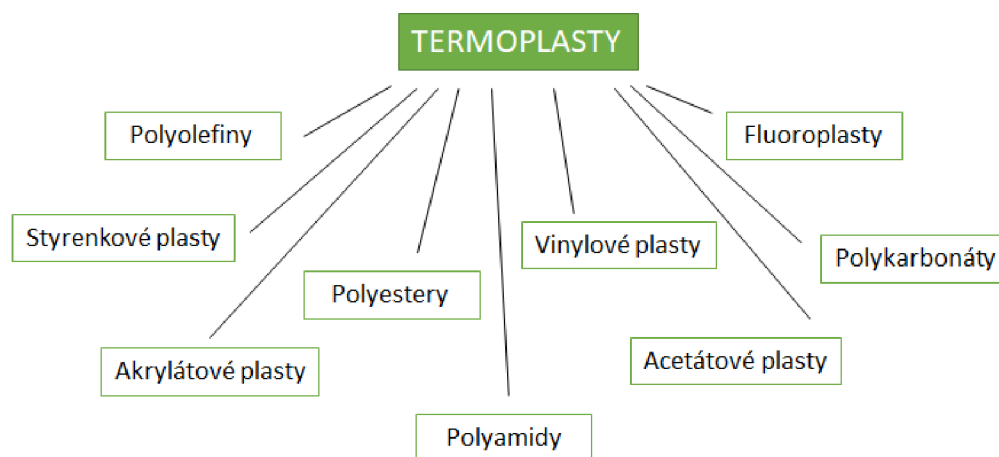 TERMOPLASTY
Polyolefiny
Fluoroplasty
Styrenkové plasty
Vinylové plasty
Polykarbonáty
Polyestery
Akrylátové plasty
Acetátové plasty
Polyamidy